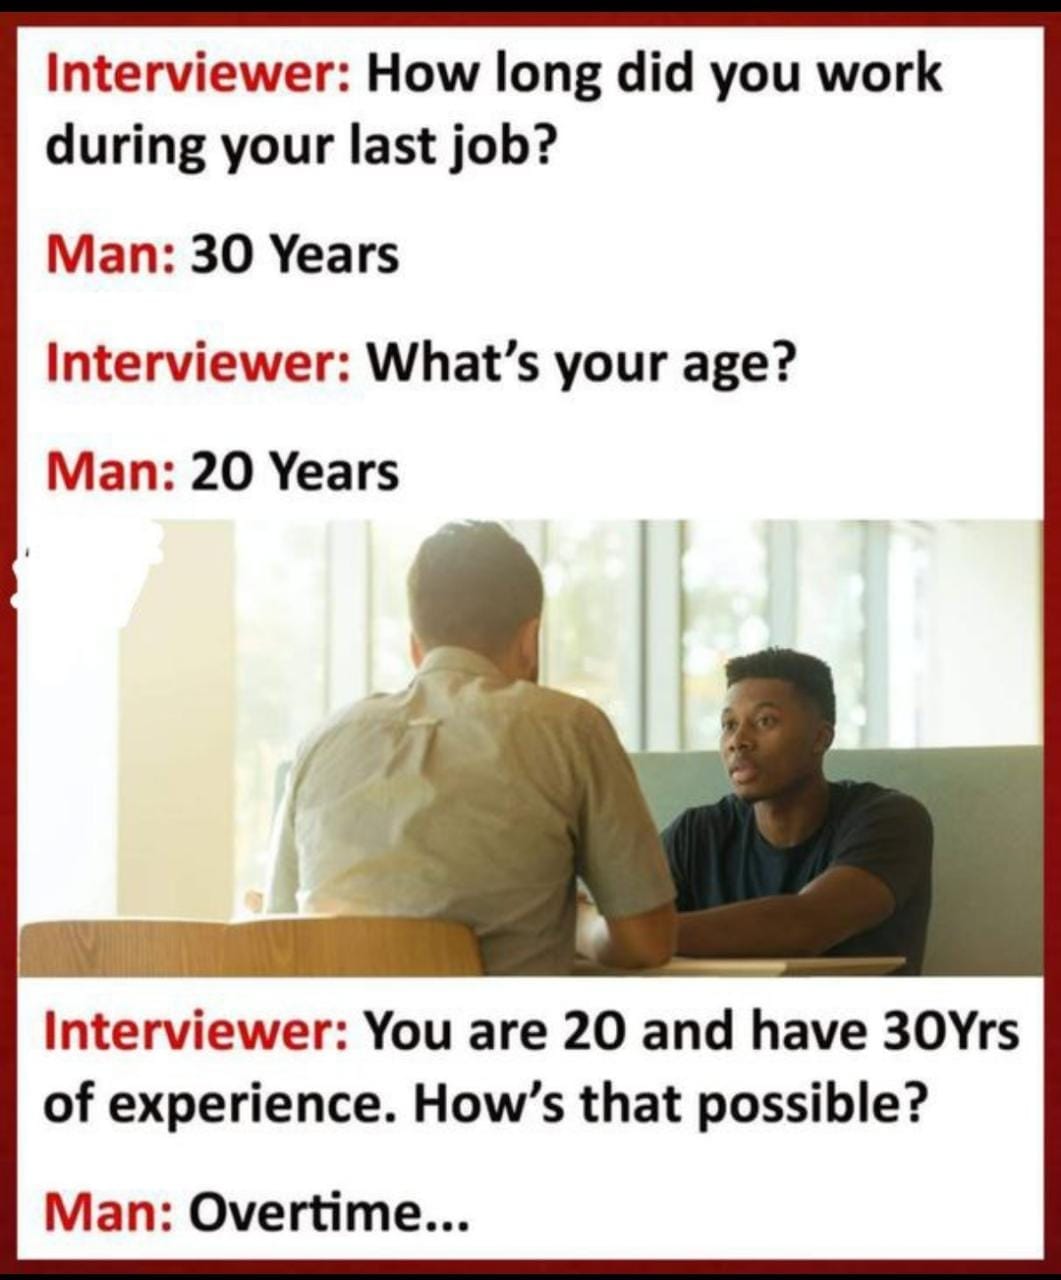 Interviewer: How long did you work
during your last job?
Man: 30 Years
Interviewer: What's your age?
Man: 20 Years
Interviewer: You are 20 and have 30Yrs
of experience. How's that possible?
Man: Overtime...